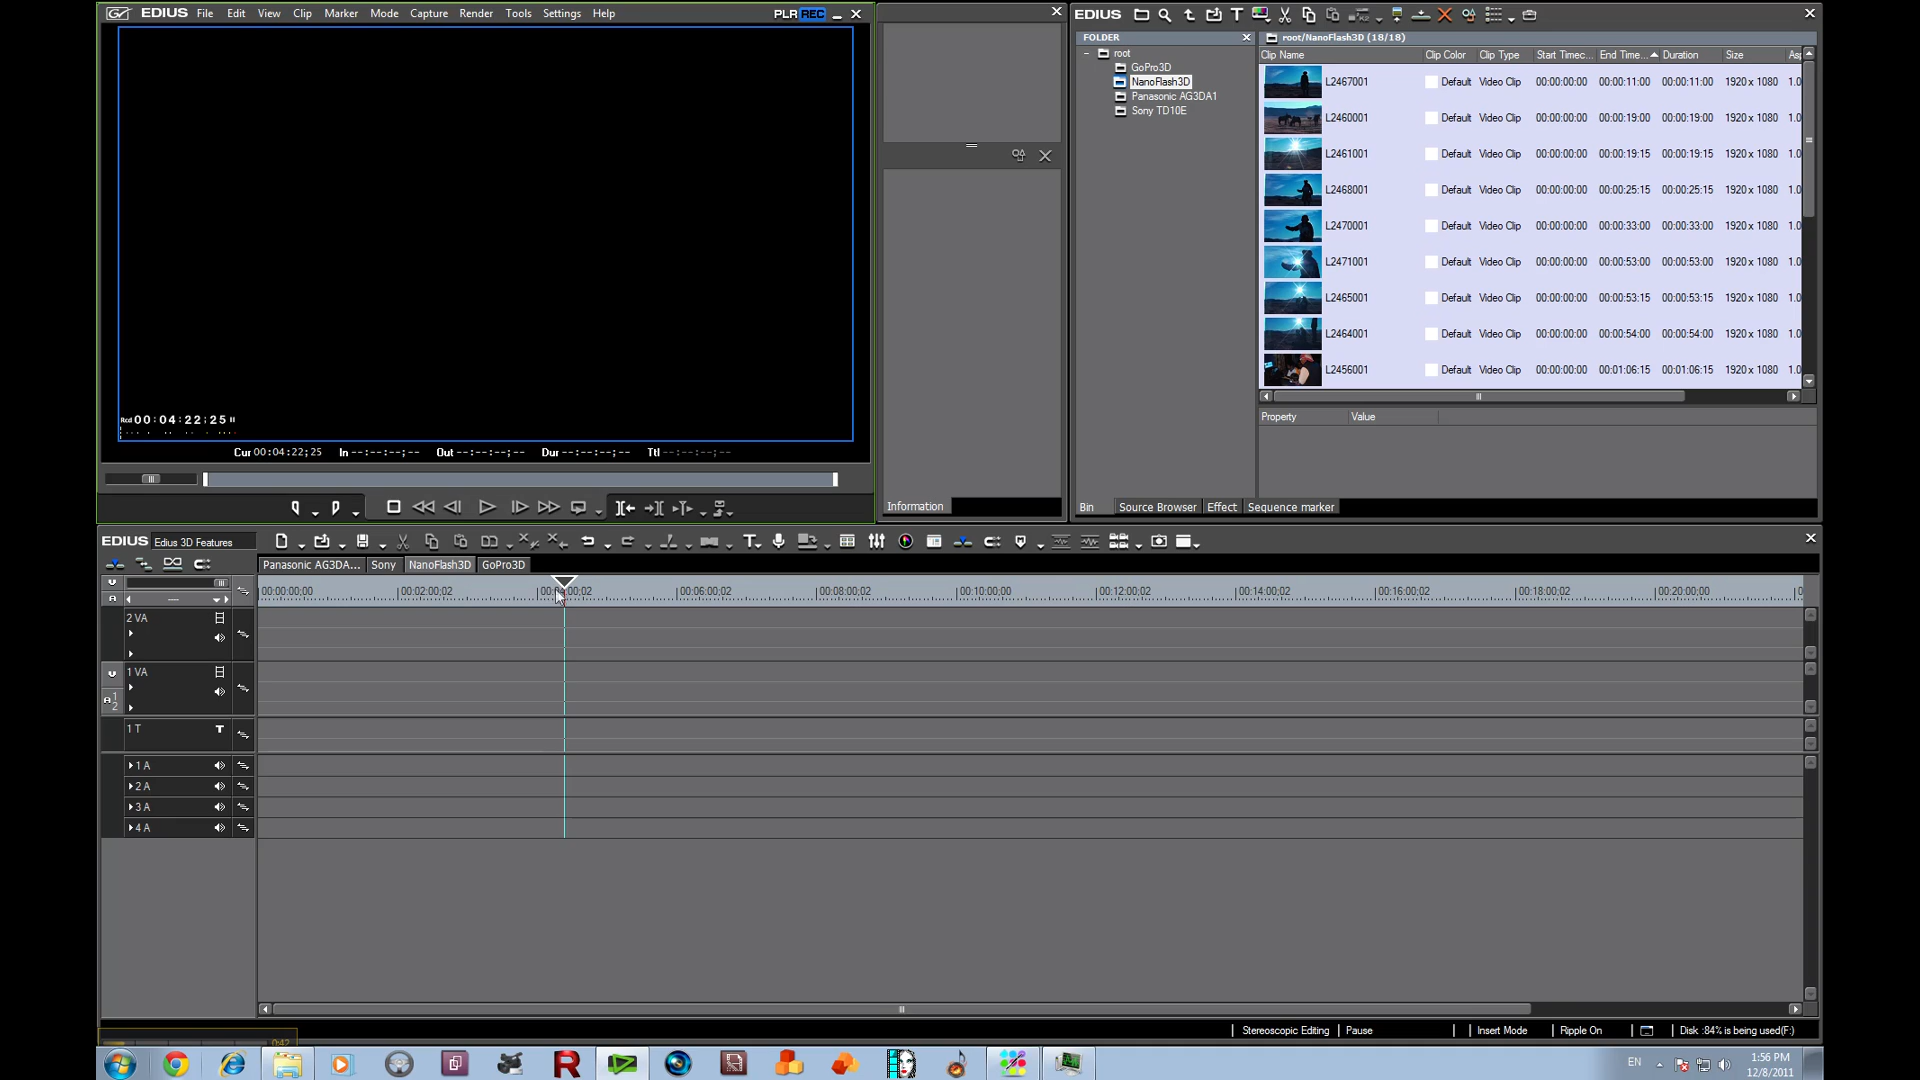 EDIUS File Edit View Clip Marker Mode Capture Render Tools Settings Help PLR REC
Rcd 00:04:22;25
Cur 00:04:22;25 In --:--:--;-- Out --:--:--;-- Dur --:--:--;-- Ttl --:--:--;--
Information
EDIUS
FOLDER
root
GoPro3D
NanoFlash3D
Panasonic AG3DA1
Sony TD10E
root/NanoFlash3D (18/18)
Clip Name Clip Color Clip Type Start Timec... End Time... Duration Size Asp
L2467001 Default Video Clip 00:00:00:00 00:00:11:00 00:00:11:00 1920 x 1080 1.0
L2460001 Default Video Clip 00:00:00:00 00:00:19:00 00:00:19:00 1920 x 1080 1.0
L2461001 Default Video Clip 00:00:00:00 00:00:19:15 00:00:19:15 1920 x 1080 1.0
L2468001 Default Video Clip 00:00:00:00 00:00:25:15 00:00:25:15 1920 x 1080 1.0
L2470001 Default Video Clip 00:00:00:00 00:00:33:00 00:00:33:00 1920 x 1080 1.0
L2471001 Default Video Clip 00:00:00:00 00:00:53:00 00:00:53:00 1920 x 1080 1.0
L2465001 Default Video Clip 00:00:00:00 00:00:53:15 00:00:53:15 1920 x 1080 1.0
L2464001 Default Video Clip 00:00:00:00 00:00:54:00 00:00:54:00 1920 x 1080 1.0
L2456001 Default Video Clip 00:00:00:00 00:01:06:15 00:01:06:15 1920 x 1080 1.0
Property Value
Bin Source Browser Effect Sequence marker
EDIUS Edius 3D Features
Panasonic AG3DA... Sony NanoFlash3D GoPro3D
00:00:00;00 00:02:00;02 00:04:00;02 00:06:00;02 00:08:00;02 00:10:00;00 00:12:00;02 00:14:00;02 00:16:00;02 00:18:00;02 00:20:00;00
2 VA
1 VA
1 T
1 A
2 A
3 A
4 A
Stereoscopic Editing Pause Insert Mode Ripple On Disk :84% is being used(F:)
0:42
EN
1:56 PM
12/8/2011